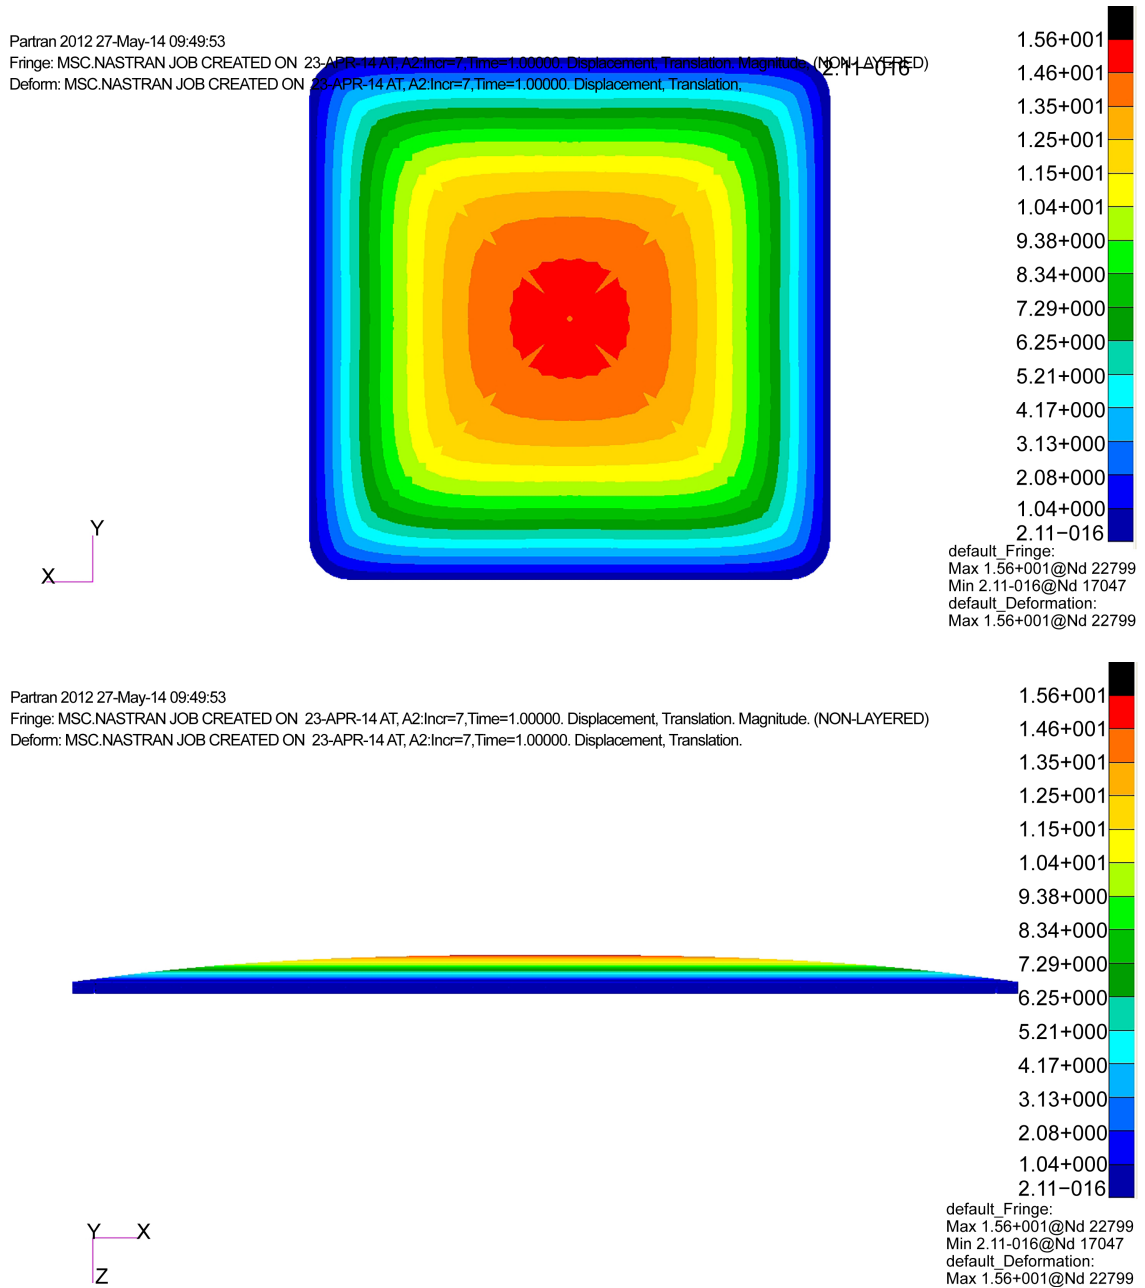 Partran 2012 27-May-14 09:49:53
Fringe: MSC.NASTRAN JOB CREATED ON 23-APR-14 AT, A2:Incr=7,Time=1.00000. Displacement, Translation, Magnitude. (NON-LAYERED)
2.11-016
Deform: MSC.NASTRAN JOB CREATED ON 23-APR-14 AT, A2:Incr=7,Time=1.00000. Displacement, Translation,
1.56+001
1.46+001
1.35+001
1.25+001
1.15+001
1.04+001
9.38+000
8.34+000
7.29+000
6.25+000
5.21+000
4.17+000
3.13+000
2.08+000
1.04+000
2.11−016
Y
X
default_Fringe:
Max 1.56+001@Nd 22799
Min 2.11-016@Nd 17047
default_Deformation:
Max 1.56+001@Nd 22799
Partran 2012 27-May-14 09:49:53
Fringe: MSC.NASTRAN JOB CREATED ON 23-APR-14 AT, A2:Incr=7,Time=1.00000. Displacement, Translation. Magnitude. (NON-LAYERED)
Deform: MSC.NASTRAN JOB CREATED ON 23-APR-14 AT, A2:Incr=7,Time=1.00000. Displacement, Translation.
1.56+001
1.46+001
1.35+001
1.25+001
1.15+001
1.04+001
9.38+000
8.34+000
7.29+000
6.25+000
5.21+000
4.17+000
3.13+000
2.08+000
1.04+000
2.11−016
Y X
Z
default_Fringe:
Max 1.56+001@Nd 22799
Min 2.11-016@Nd 17047
default_Deformation:
Max 1.56+001@Nd 22799